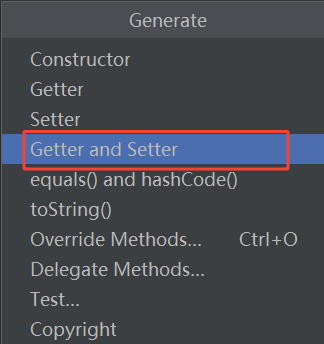 Generate
Constructor
Getter
Setter
Getter and Setter
equals() and hashCode()
toString()
Override Methods... Ctrl+O
Delegate Methods...
Test...
Copyright